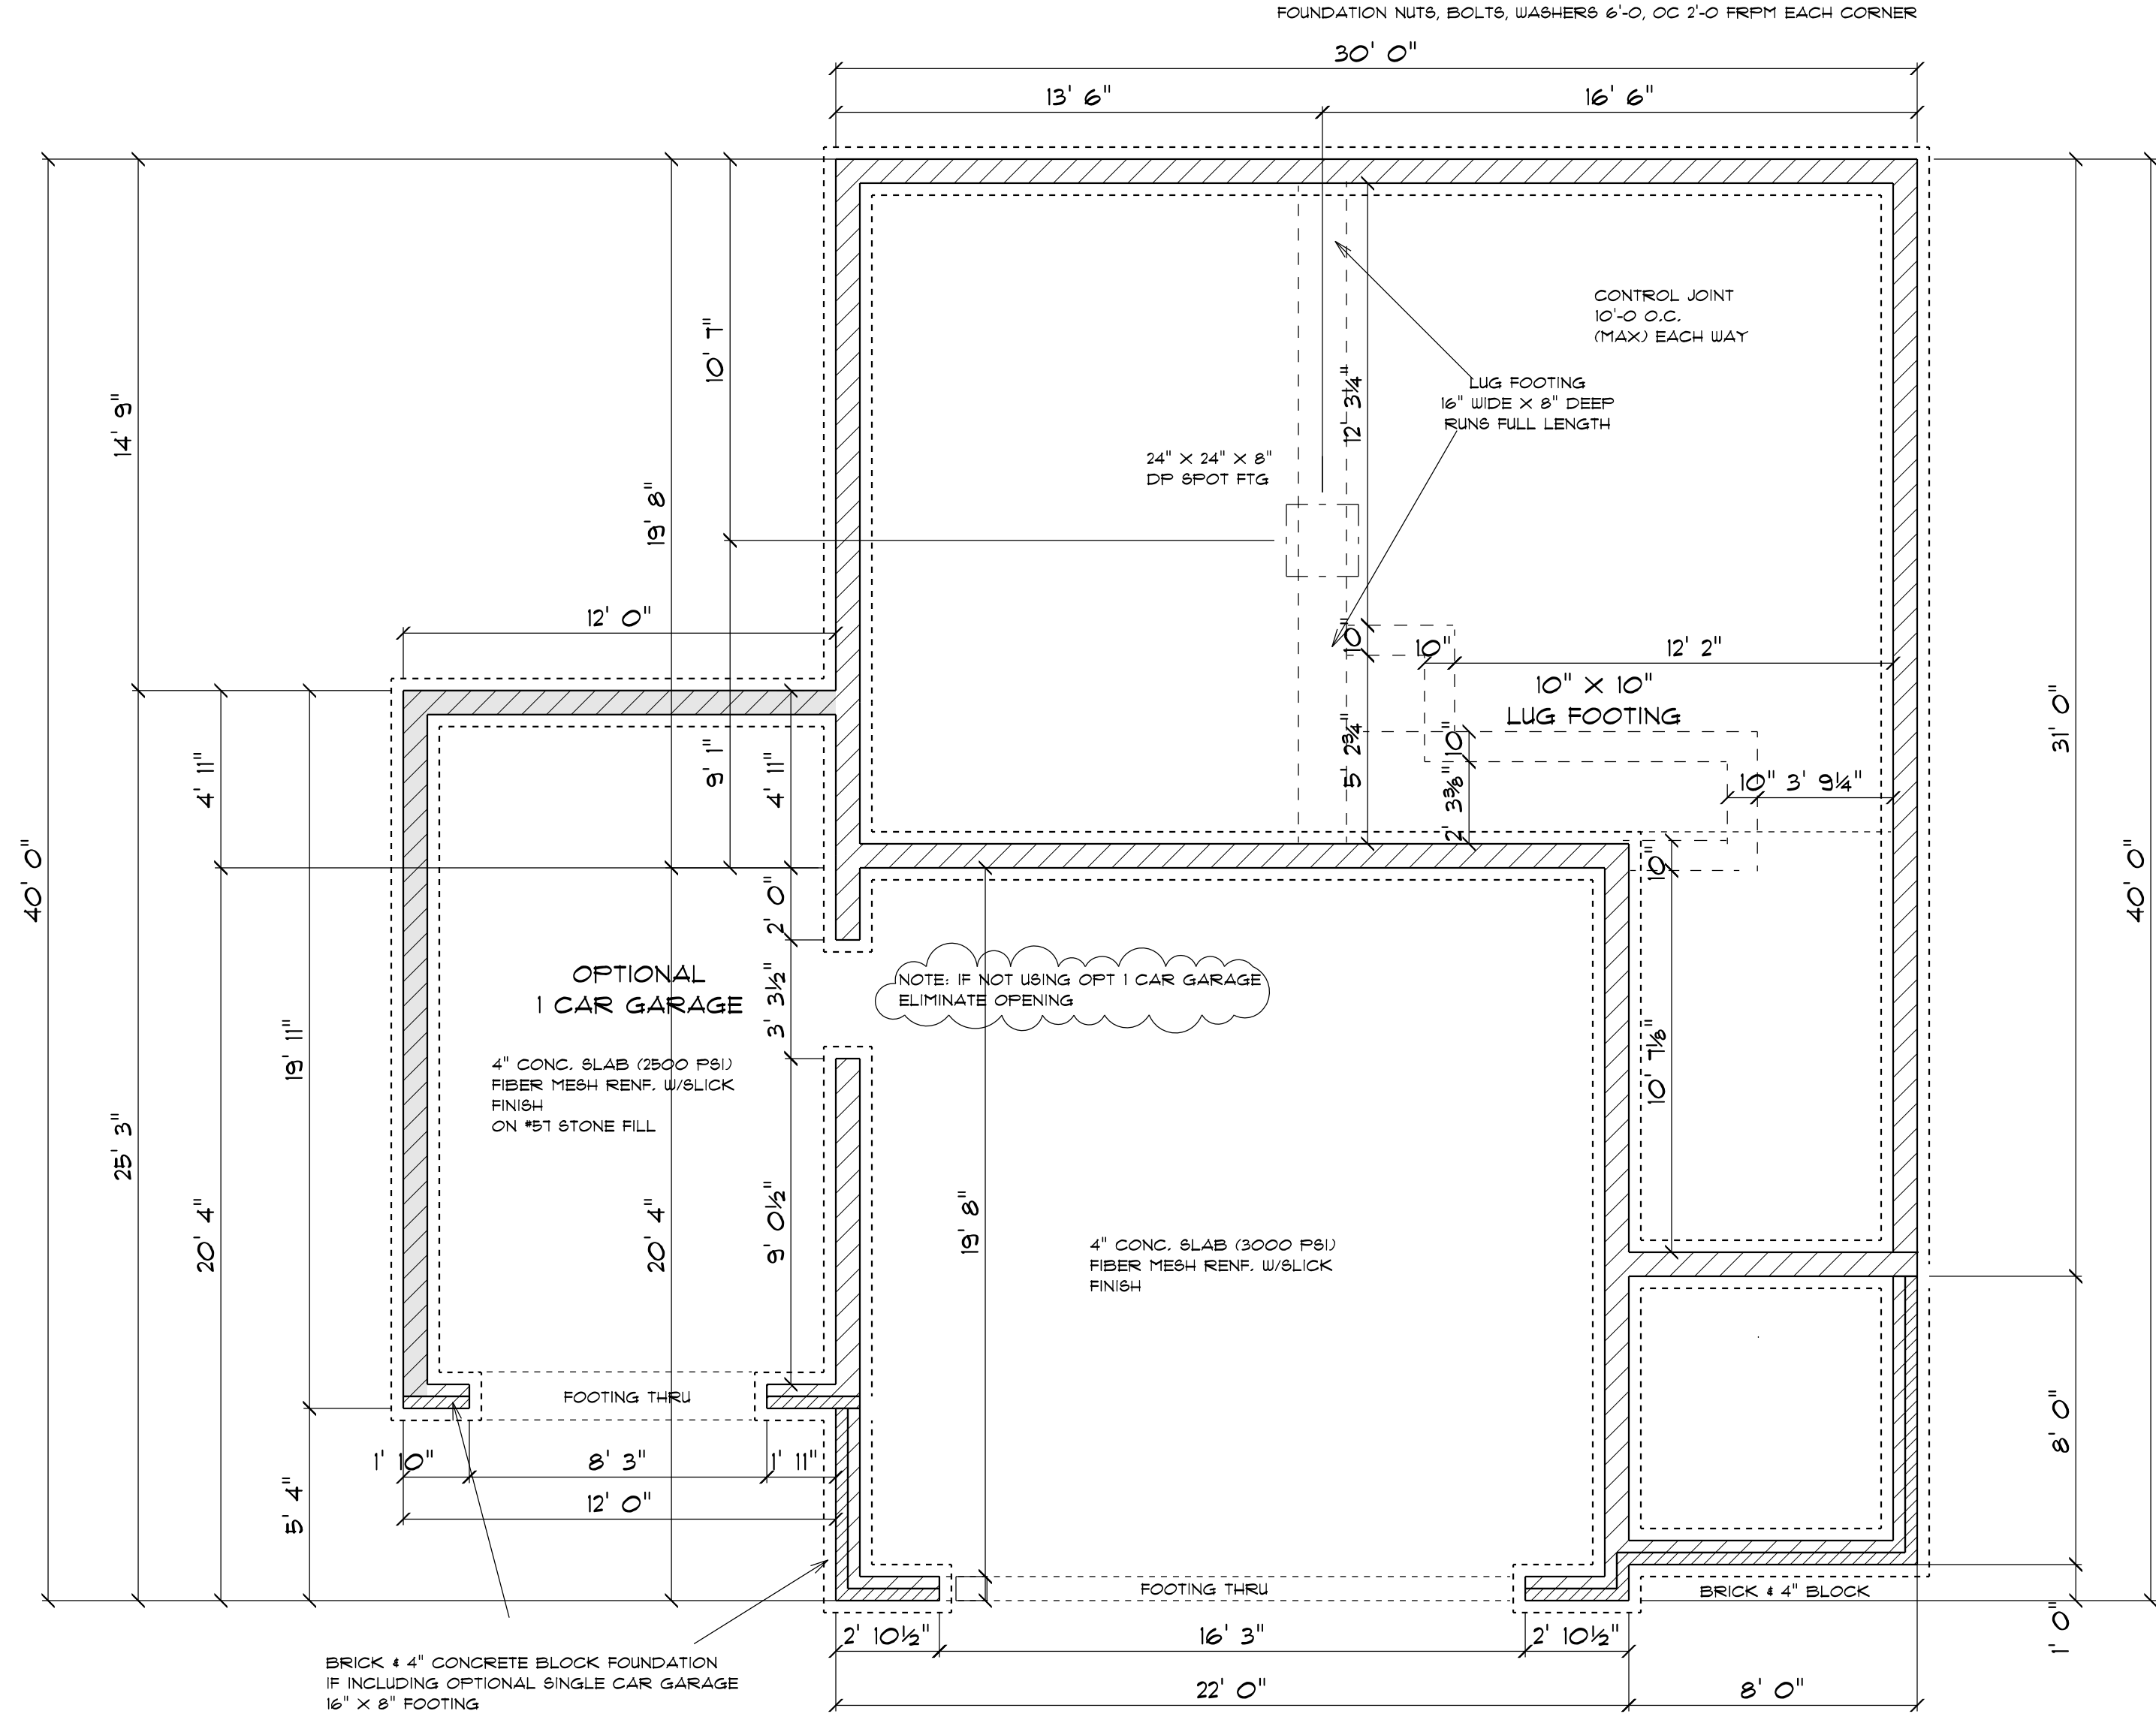 FOUNDATION NUTS, BOLTS, WASHERS 6'-0, OC 2'-0 FRPM EACH CORNER
30' 0"
13' 6"
16' 6"
CONTROL JOINT
10'-0 O.C.
(MAX) EACH WAY
10' 7"
14' 9"
LUG FOOTING
16" WIDE X 8" DEEP
RUNS FULL LENGTH
12' 3¼"
24" X 24" X 8"
DP SPOT FTG
19' 8"
12' 0"
10"
10"
12' 2"
10" X 10"
LUG FOOTING
31' 0"
4' 11"
9' 1"
4' 11"
5' 2¾"
10"
2' 3⅜"
10"
3' 9¼"
40' 0"
10"
40' 0"
2' 0"
OPTIONAL
1 CAR GARAGE
3' 3½"
NOTE: IF NOT USING OPT 1 CAR GARAGE
ELIMINATE OPENING
19' 11"
4" CONC. SLAB (2500 PSI)
FIBER MESH RENF. W/SLICK
FINISH
ON #57 STONE FILL
10' 7⅛"
25' 3"
20' 4"
20' 4"
9' 0½"
19' 8"
4" CONC. SLAB (3000 PSI)
FIBER MESH RENF. W/SLICK
FINISH
FOOTING THRU
8' 0"
1' 10"
8' 3"
1' 11"
12' 0"
5' 4"
FOOTING THRU
BRICK & 4" BLOCK
1' 0"
2' 10½"
16' 3"
2' 10½"
BRICK & 4" CONCRETE BLOCK FOUNDATION
IF INCLUDING OPTIONAL SINGLE CAR GARAGE
16" X 8" FOOTING
22' 0"
8' 0"